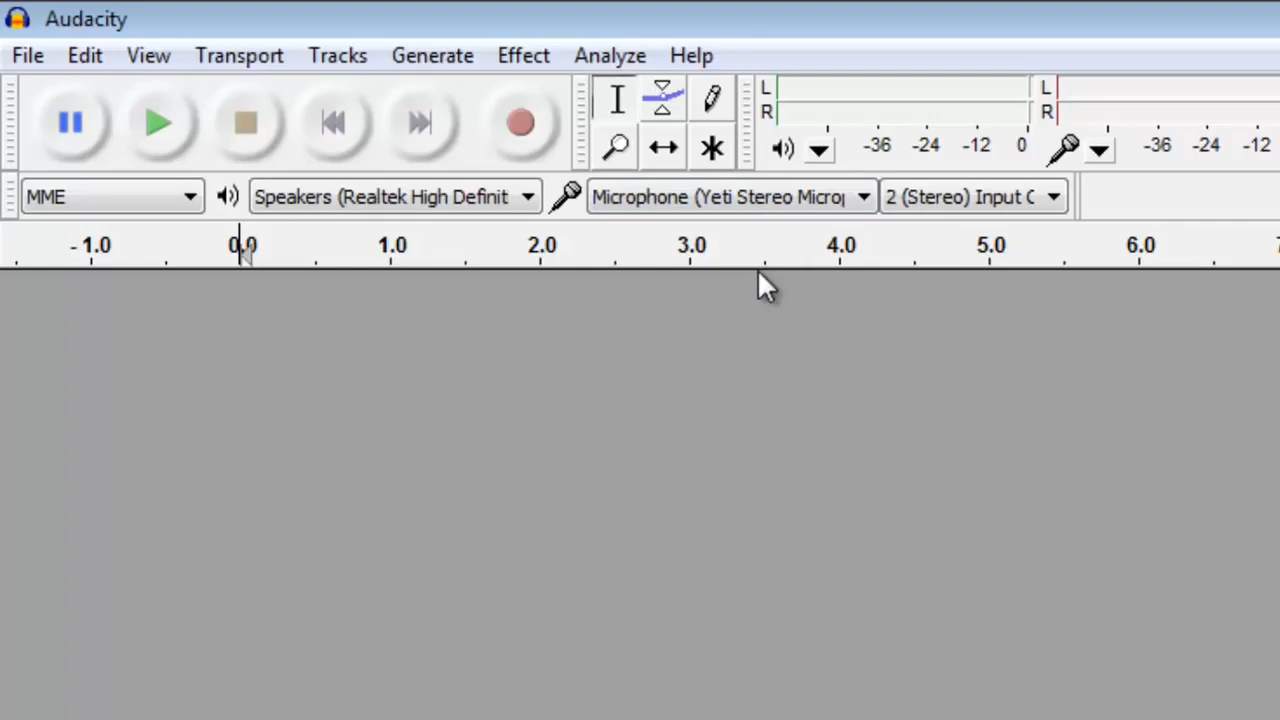 Audacity
File Edit View Transport Tracks Generate Effect Analyze Help
L L
R R
-36 -24 -12 0 -36 -24 -12
MME Speakers (Realtek High Definit Microphone (Yeti Stereo Microp 2 (Stereo) Input C
- 1.0 0.0 1.0 2.0 3.0 4.0 5.0 6.0